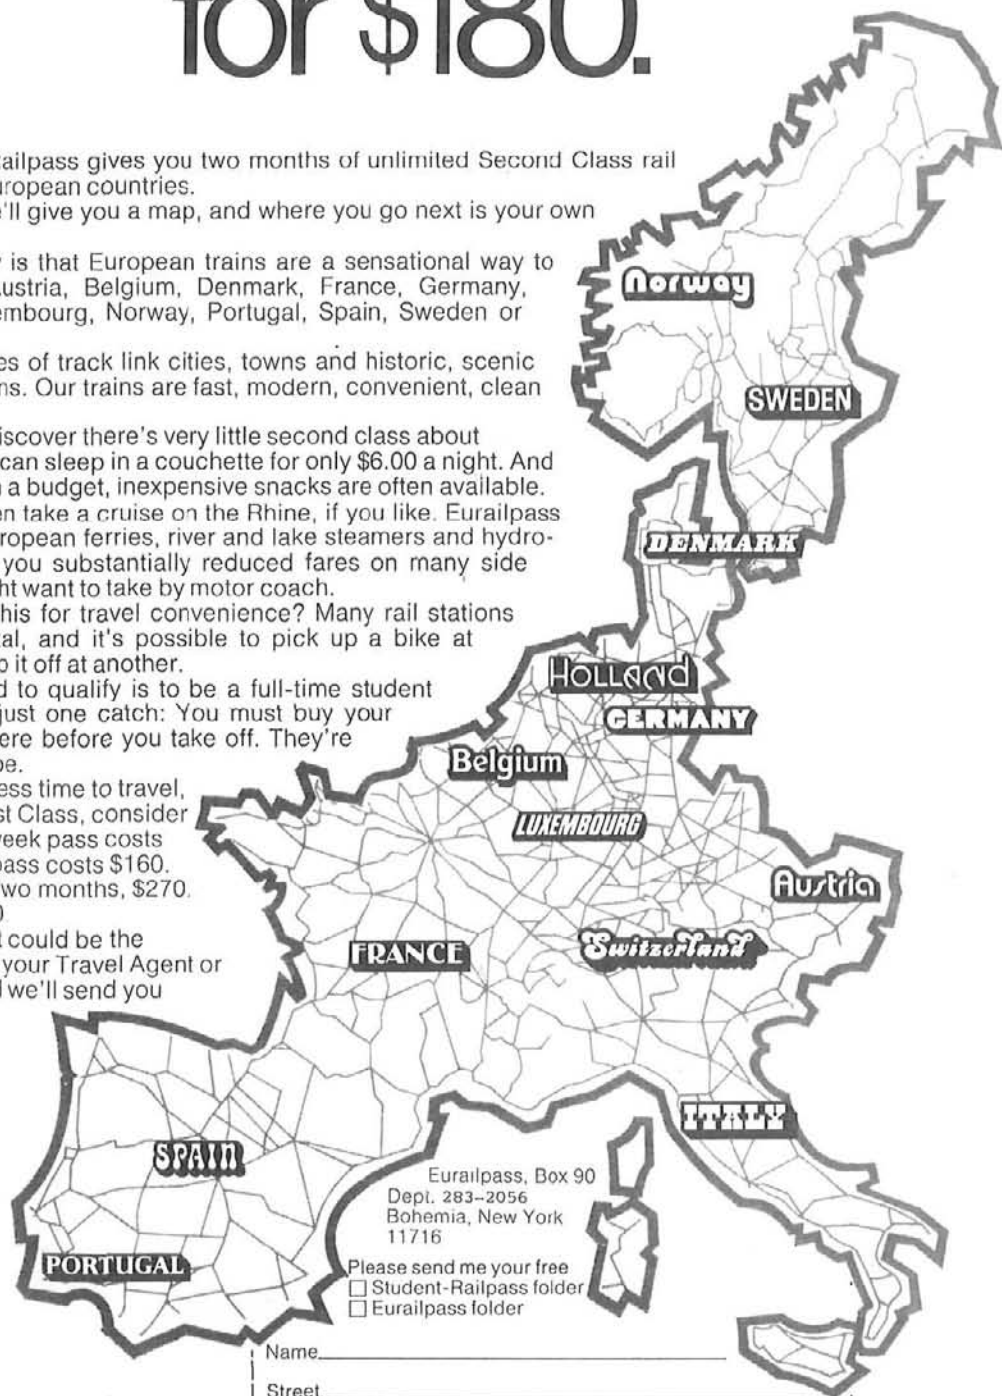 for $180.
ailpass gives you two months of unlimited Second Class rail
uropean countries.
'll give you a map, and where you go next is your own
is that European trains are a sensational way to
ustria, Belgium, Denmark, France, Germany,
embourg, Norway, Portugal, Spain, Sweden or
es of track link cities, towns and historic, scenic
ns. Our trains are fast, modern, convenient, clean
iscover there's very little second class about
can sleep in a couchette for only $6.00 a night. And
a budget, inexpensive snacks are often available.
en take a cruise on the Rhine, if you like. Eurailpass
ropean ferries, river and lake steamers and hydro-
you substantially reduced fares on many side
ht want to take by motor coach.
his for travel convenience? Many rail stations
al, and it's possible to pick up a bike at
p it off at another.
d to qualify is to be a full-time student
just one catch: You must buy your
ere before you take off. They're
pe.
ess time to travel,
st Class, consider
week pass costs
pass costs $160.
wo months, $270.
)
t could be the
your Travel Agent or
l we'll send you
Norway
SWEDEN
DENMARK
HOLLAND
GERMANY
Belgium
LUXEMBOURG
Austria
FRANCE
Switzerland
ITALY
SPAIN
PORTUGAL
Eurailpass, Box 90
Dept. 283-2056
Bohemia, New York
11716
Please send me your free
Student-Railpass folder
Eurailpass folder
Name
Street